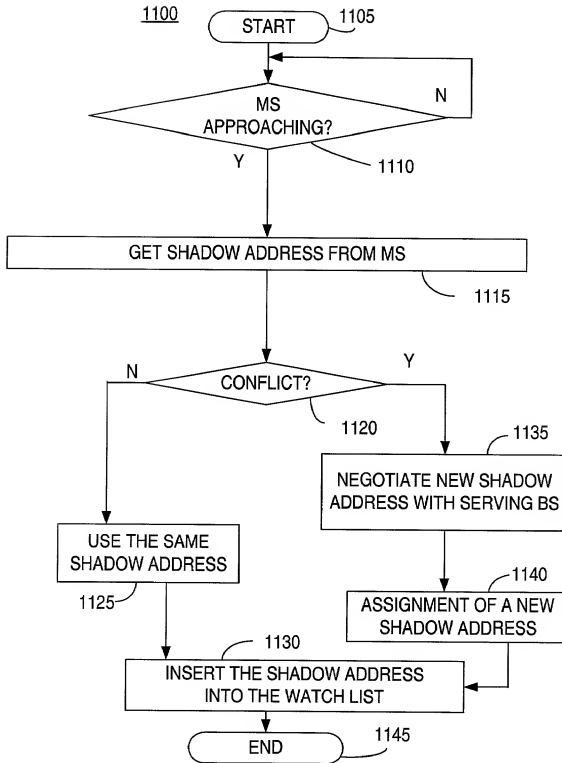 1100
START
1105
MS
APPROACHING?
N
1110
Y
GET SHADOW ADDRESS FROM MS
1115
N
CONFLICT?
Y
1120
1135
NEGOTIATE NEW SHADOW
ADDRESS WITH SERVING BS
USE THE SAME
SHADOW ADDRESS
1125
1140
ASSIGNMENT OF A NEW
SHADOW ADDRESS
1130
INSERT THE SHADOW ADDRESS
INTO THE WATCH LIST
END
1145